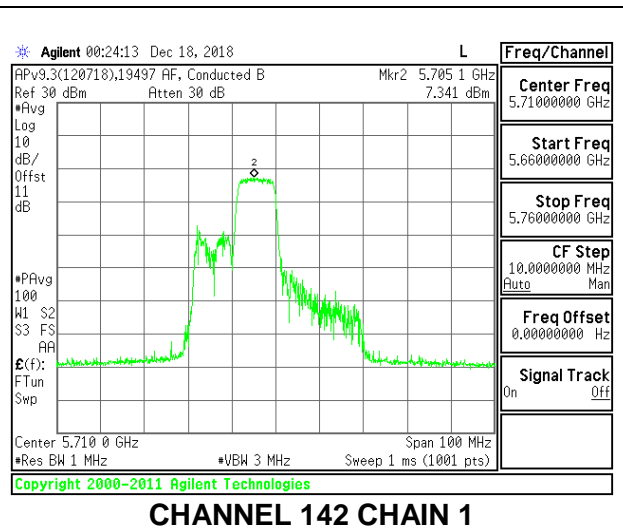 Agilent 00:24:13 Dec 18, 2018 L
Freq/Channel
APv9.3(120718),19497 AF, Conducted B Mkr2 5.705 1 GHz
Ref 30 dBm Atten 30 dB 7.341 dBm
#Avg
Log
10
dB/
Offst
11
dB
2
#PAvg
100
W1 S2
S3 FS
AA
£(f):
FTun
Swp
Center 5.710 0 GHz Span 100 MHz
#Res BW 1 MHz #VBW 3 MHz Sweep 1 ms (1001 pts)
Copyright 2000-2011 Agilent Technologies
Center Freq
5.71000000 GHz
Start Freq
5.66000000 GHz
Stop Freq
5.76000000 GHz
CF Step
10.0000000 MHz
Auto Man
Freq Offset
0.00000000 Hz
Signal Track
On Off
CHANNEL 142 CHAIN 1